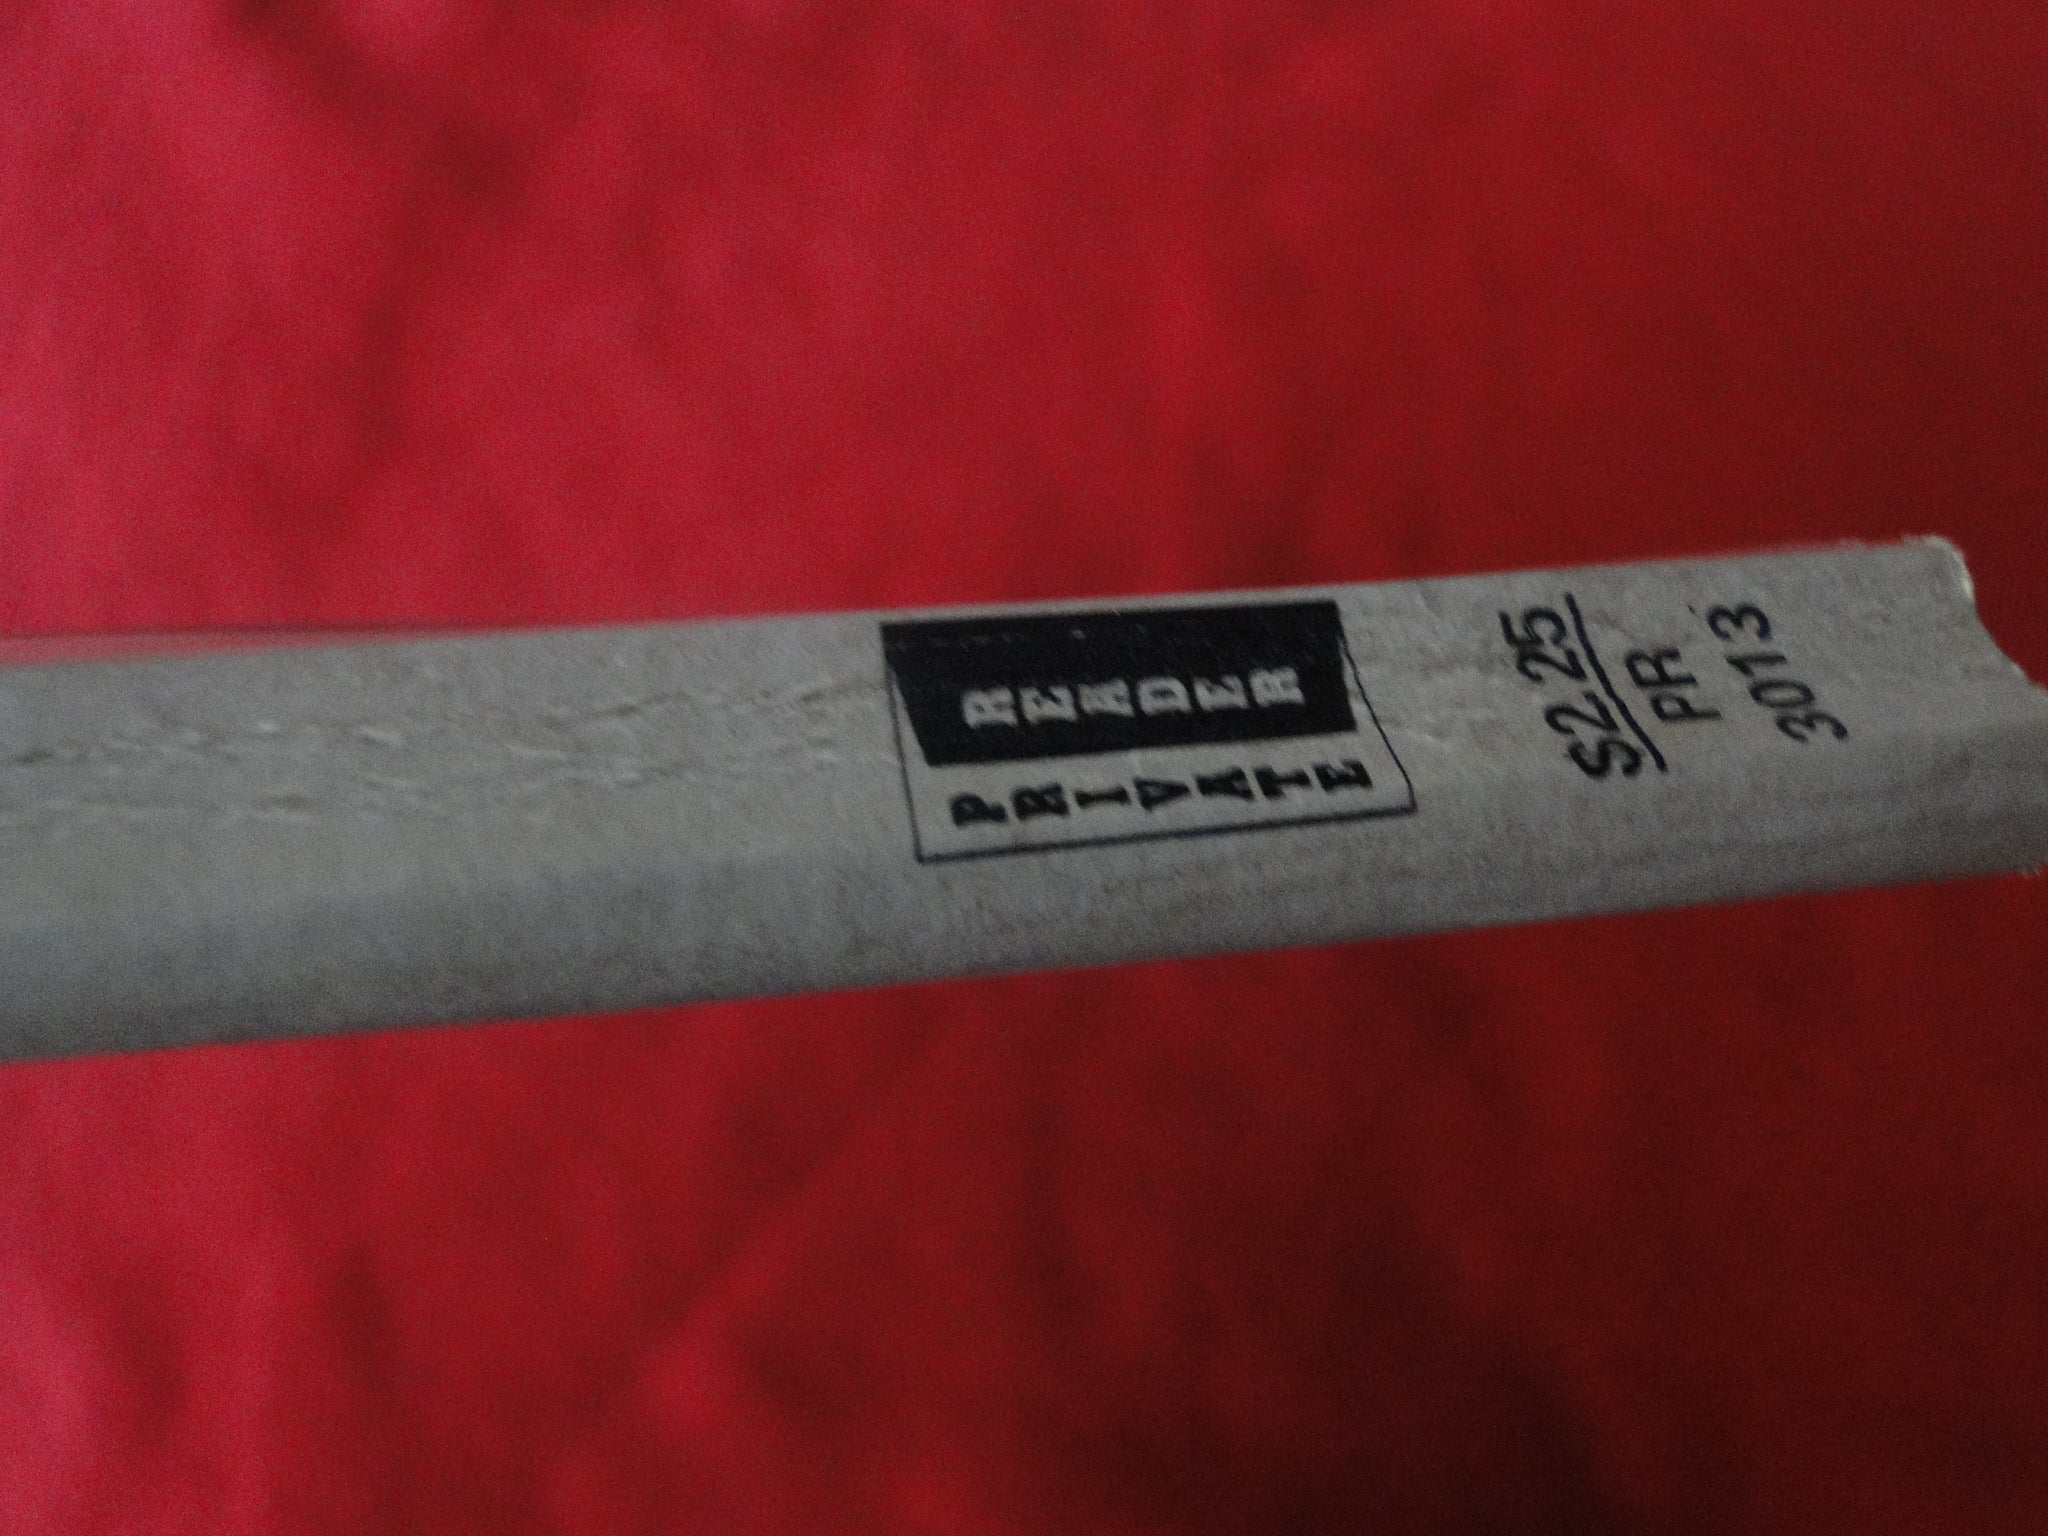 PRIVATE
READER
$2.25
PR
3013